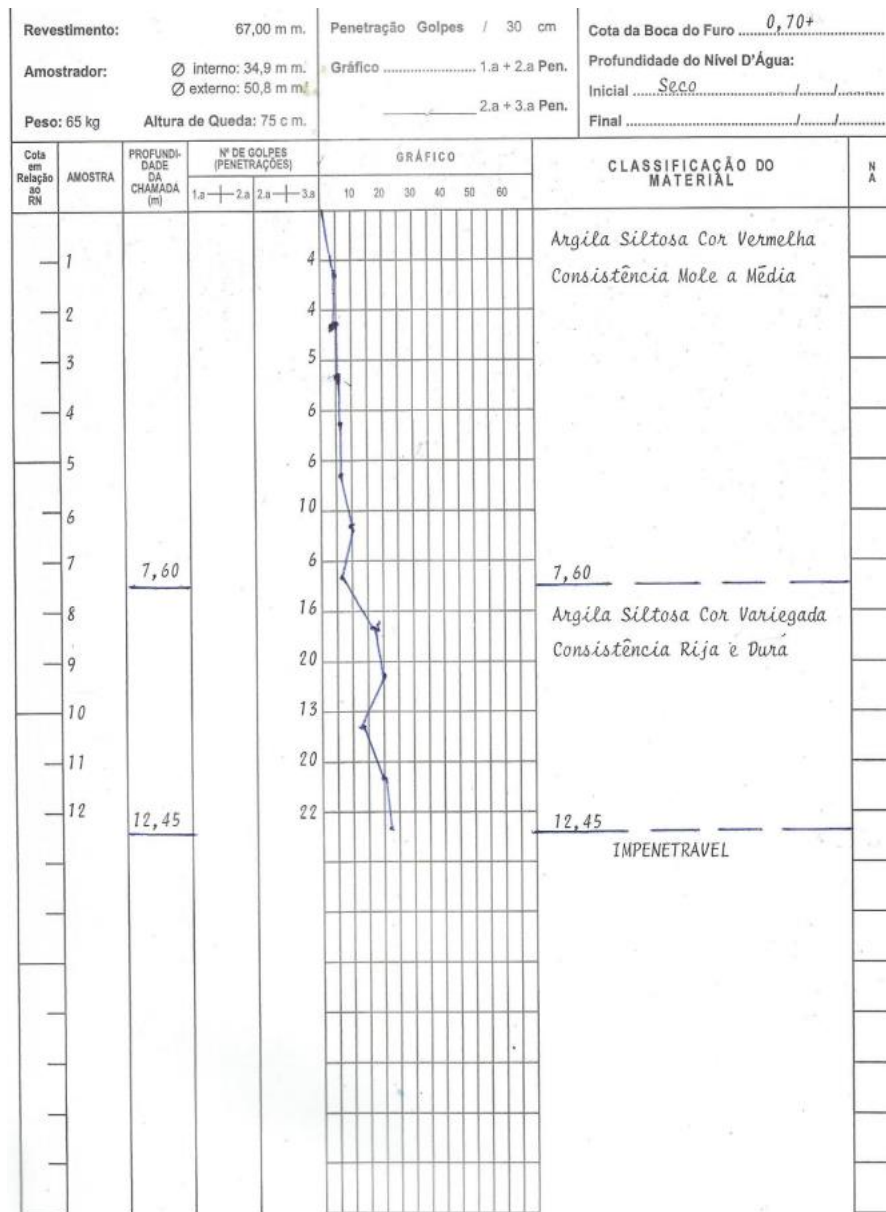 Revestimento: 67,00 m m.
Amostrador: Ø interno: 34,9 m m.
Ø externo: 50,8 m m.
Peso: 65 kg Altura de Queda: 75 c m.
Penetração Golpes / 30 cm
Gráfico .................... 1.a + 2.a Pen.
____________ 2.a + 3.a Pen.
Cota da Boca do Furo 0,70+
Profundidade do Nível D'Água:
Inicial Seco / /
Final / /
Cota
em
Relação
ao
RN
AMOSTRA
PROFUNDI-
DADE
DA
CHAMADA
(m)
Nº DE GOLPES
(PENETRAÇÕES)
1.a 2.a 2.a 3.a
GRÁFICO
10 20 30 40 50 60
CLASSIFICAÇÃO DO
MATERIAL
N
A
Argila Siltosa Cor Vermelha
1 4
Consistência Mole a Média
2 4
3 5
4 6
5 6
6 10
7 6
7,60 7,60
8 16
Argila Siltosa Cor Variegada
Consistência Rija e Dura
9 20
10 13
11 20
12 22
12,45 12,45
IMPENETRAVEL